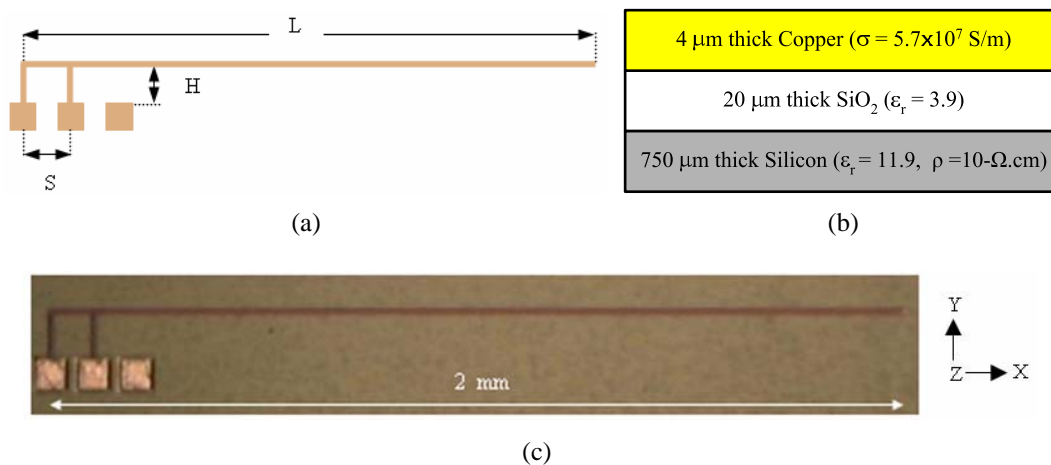 L
H
S
(a)
4 μm thick Copper (σ = 5.7x10⁷ S/m)
20 μm thick SiO₂ (εᵣ = 3.9)
750 μm thick Silicon (εᵣ = 11.9, ρ =10-Ω.cm)
(b)
2 mm
Y
Z
X
(c)